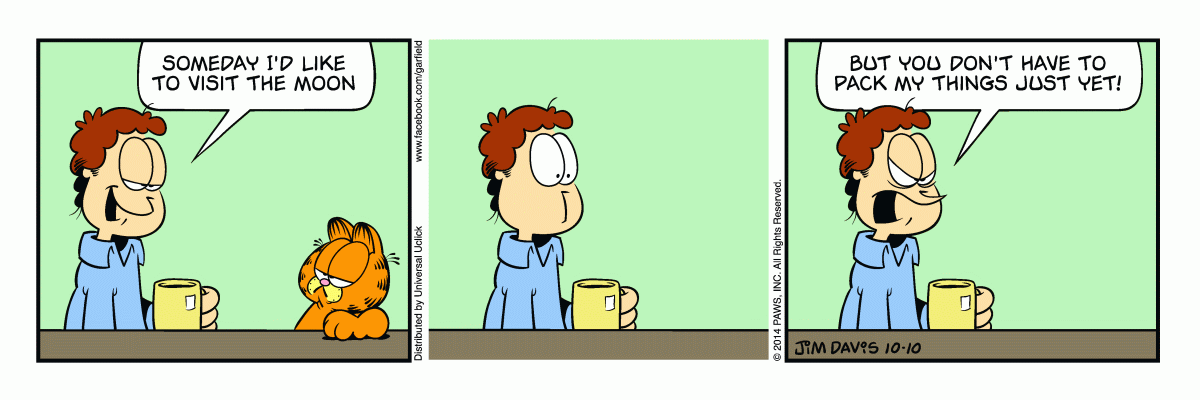 SOMEDAY I'D LIKE
TO VISIT THE MOON
Distributed by Universal Uclick
www.facebook.com/garfield
© 2014 PAWS, INC. All Rights Reserved.
BUT YOU DON'T HAVE TO
PACK MY THINGS JUST YET!
JIM DAVIS 10-10